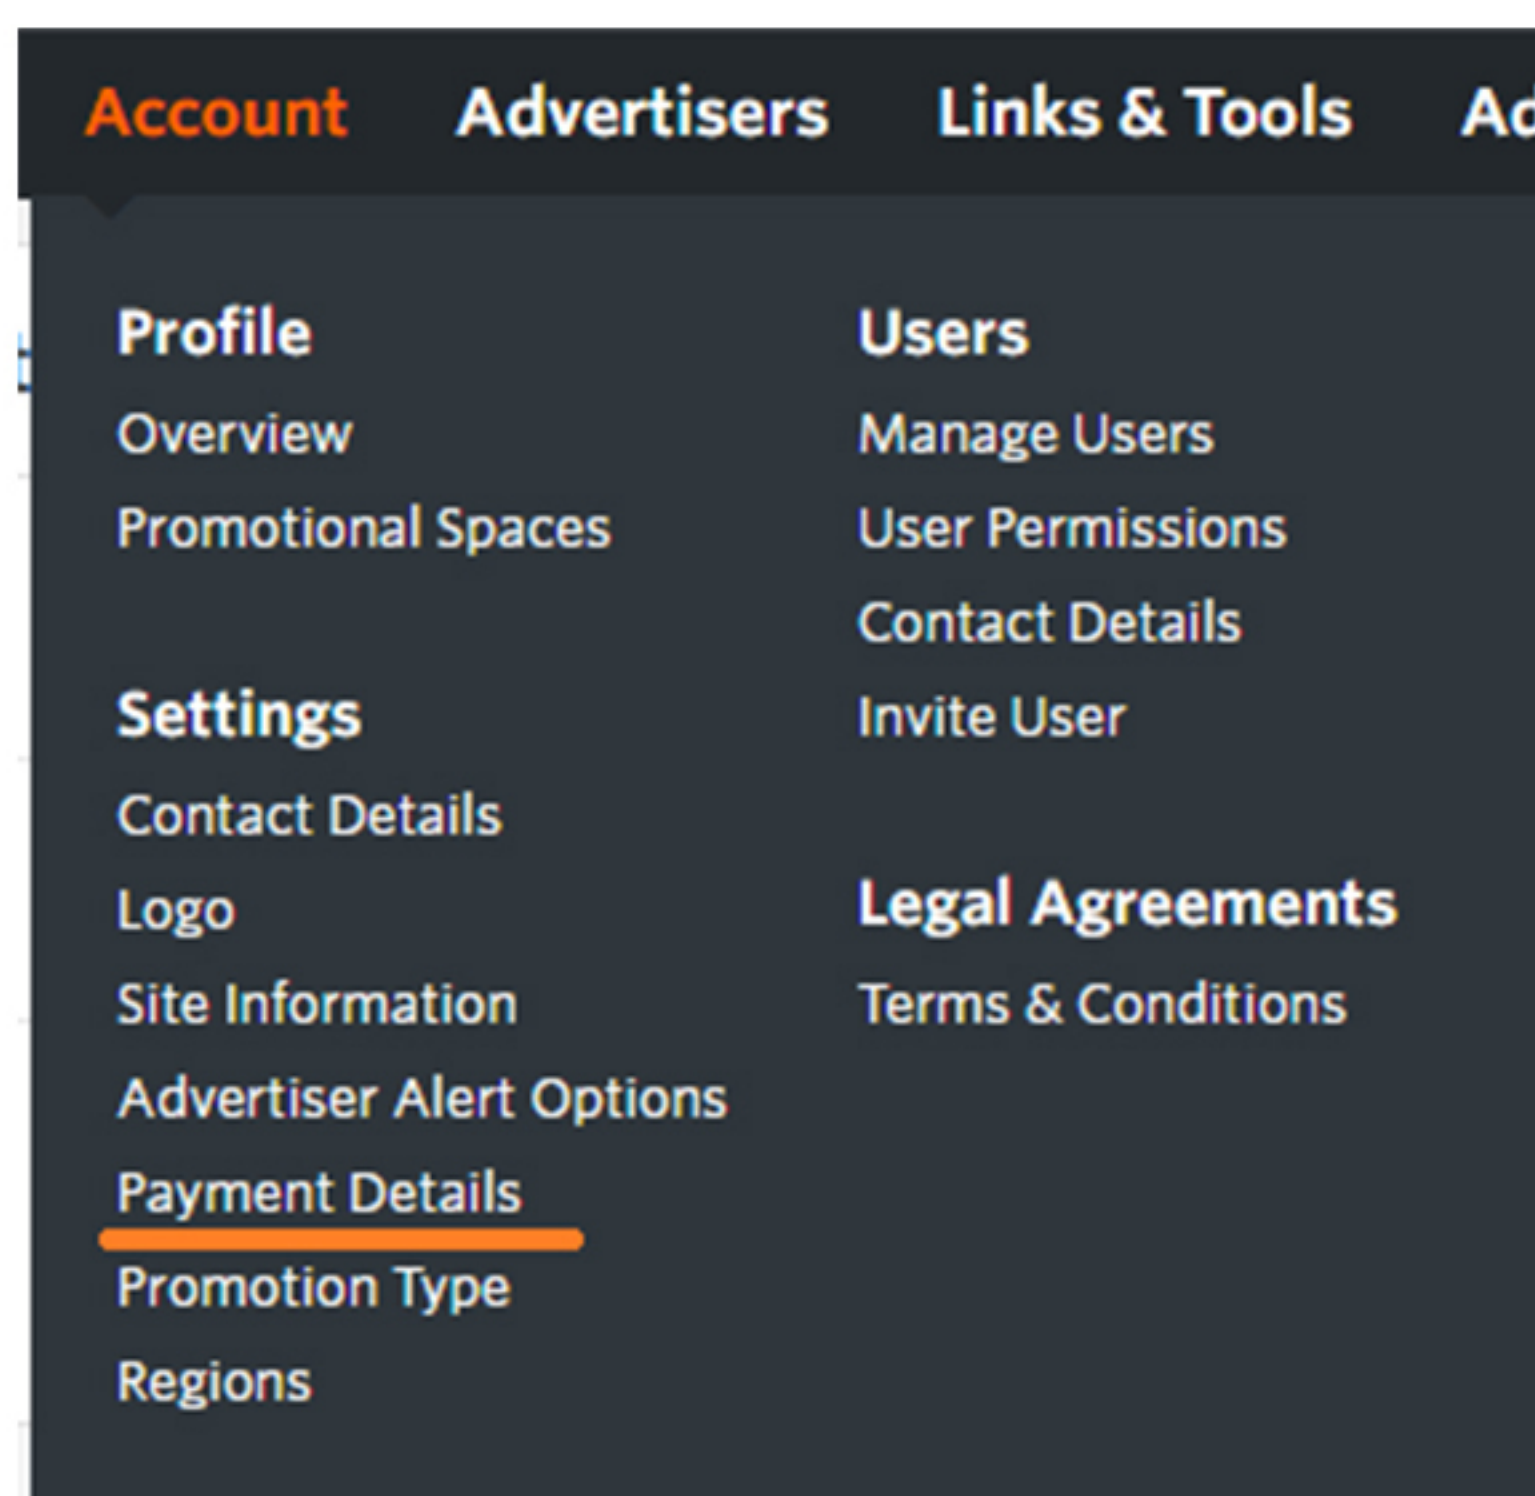 Account Advertisers Links & Tools
Profile
Overview
Promotional Spaces
Settings
Contact Details
Logo
Site Information
Advertiser Alert Options
Payment Details
Promotion Type
Regions
Users
Manage Users
User Permissions
Contact Details
Invite User
Legal Agreements
Terms & Conditions